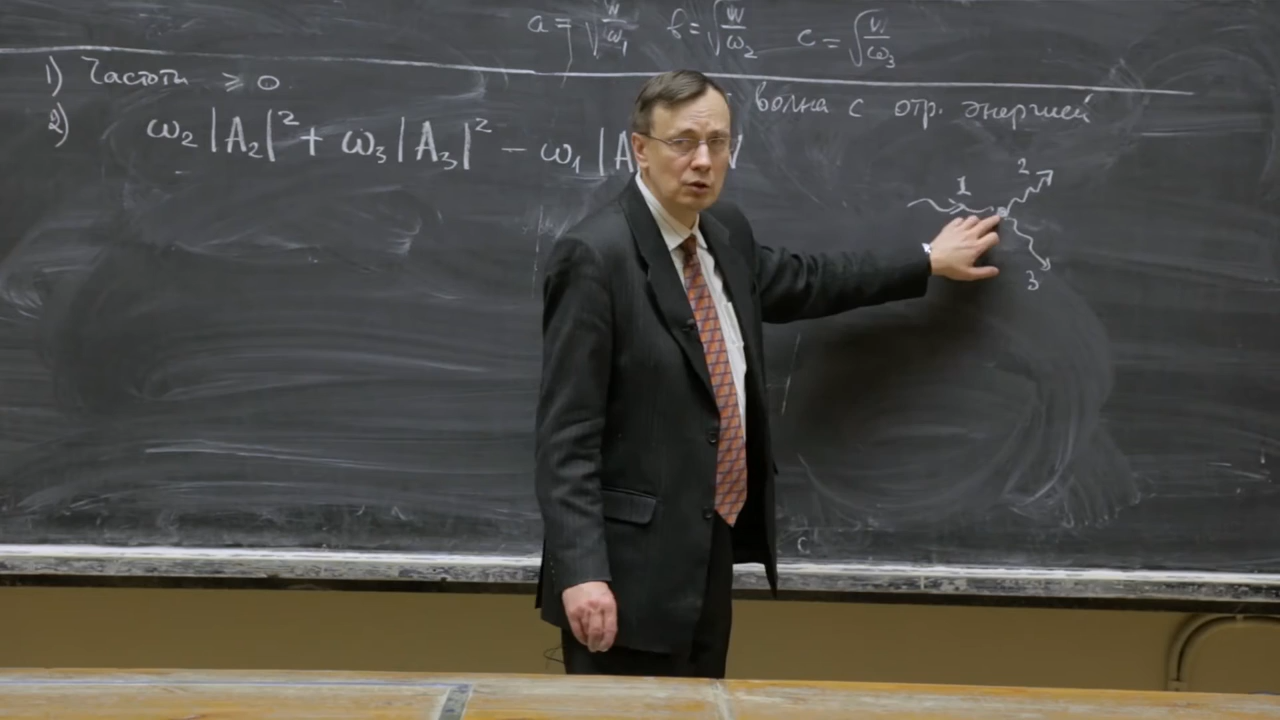 a = √(W/ω₁) b = √(W/ω₂) c = √(W/ω₃)
1) Частоты ⩾ 0
волна с отр. энергией
2) ω₂ |A₂|² + ω₃ |A₃|² − ω₁ |A
1
2
3